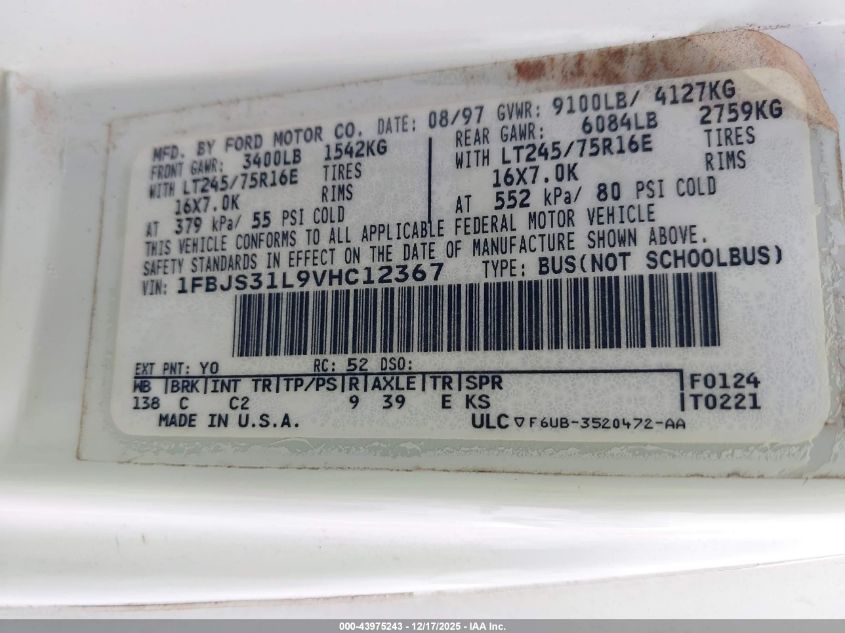 MFD. BY FORD MOTOR CO. DATE: 08/97 GVWR: 9100LB/ 4127KG
FRONT GAWR: 3400LB 1542KG REAR GAWR: 6084LB 2759KG
WITH LT245/75R16E TIRES WITH LT245/75R16E TIRES
16X7.0K RIMS 16X7.0K RIMS
AT 379 kPa/ 55 PSI COLD AT 552 kPa/ 80 PSI COLD
THIS VEHICLE CONFORMS TO ALL APPLICABLE FEDERAL MOTOR VEHICLE
SAFETY STANDARDS IN EFFECT ON THE DATE OF MANUFACTURE SHOWN ABOVE.
VIN: 1FBJS31L9VHC12367 TYPE: BUS(NOT SCHOOLBUS)
EXT PNT: YO RC: 52 DSO:
WB |BRK|INT TR|TP/PS|R|AXLE|TR|SPR F0124
138 C C2 9 39 E KS T0221
MADE IN U.S.A. ULC ▽ F6UB-3520472-AA
000-43975243 - 12/17/2025 - IAA Inc.